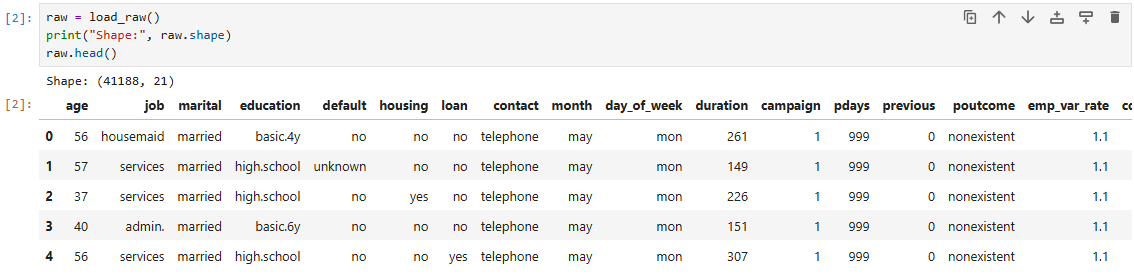 [2]: raw = load_raw()
print("Shape:", raw.shape)
raw.head()
Shape: (41188, 21)
[2]: age job marital education default housing loan contact month day_of_week duration campaign pdays previous poutcome emp_var_rate
0 56 housemaid married basic.4y no no no telephone may mon 261 1 999 0 nonexistent 1.1
1 57 services married high.school unknown no no telephone may mon 149 1 999 0 nonexistent 1.1
2 37 services married high.school no yes no telephone may mon 226 1 999 0 nonexistent 1.1
3 40 admin. married basic.6y no no no telephone may mon 151 1 999 0 nonexistent 1.1
4 56 services married high.school no no yes telephone may mon 307 1 999 0 nonexistent 1.1